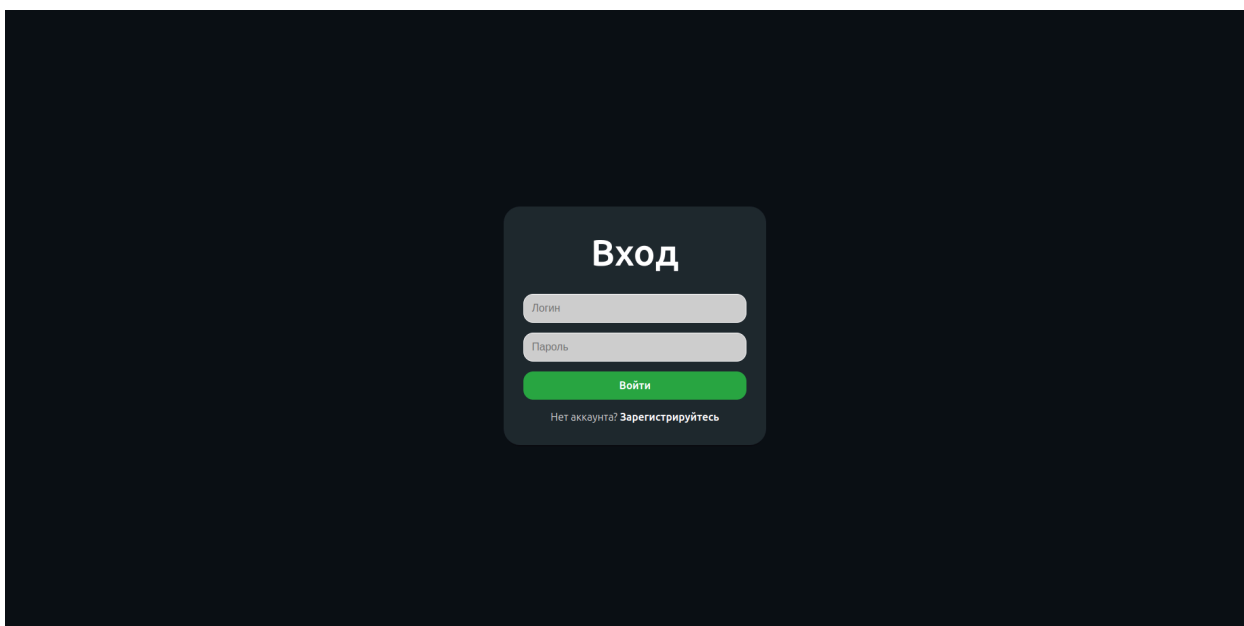 Вход
Логин
Пароль
Войти
Нет аккаунта? Зарегистрируйтесь